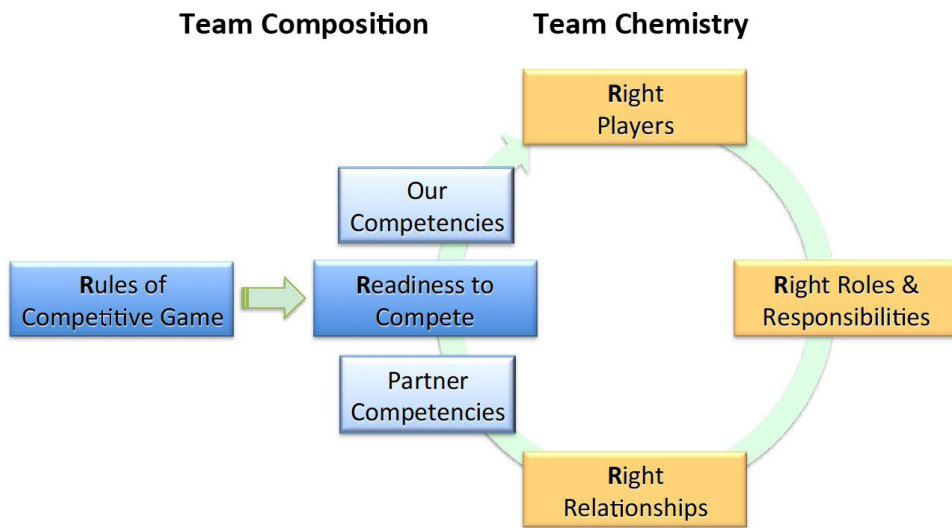 Team Composition
Team Chemistry
Right
Players
Our
Competencies
Rules of
Competitive Game
Readiness to
Compete
Right Roles &
Responsibilities
Partner
Competencies
Right
Relationships